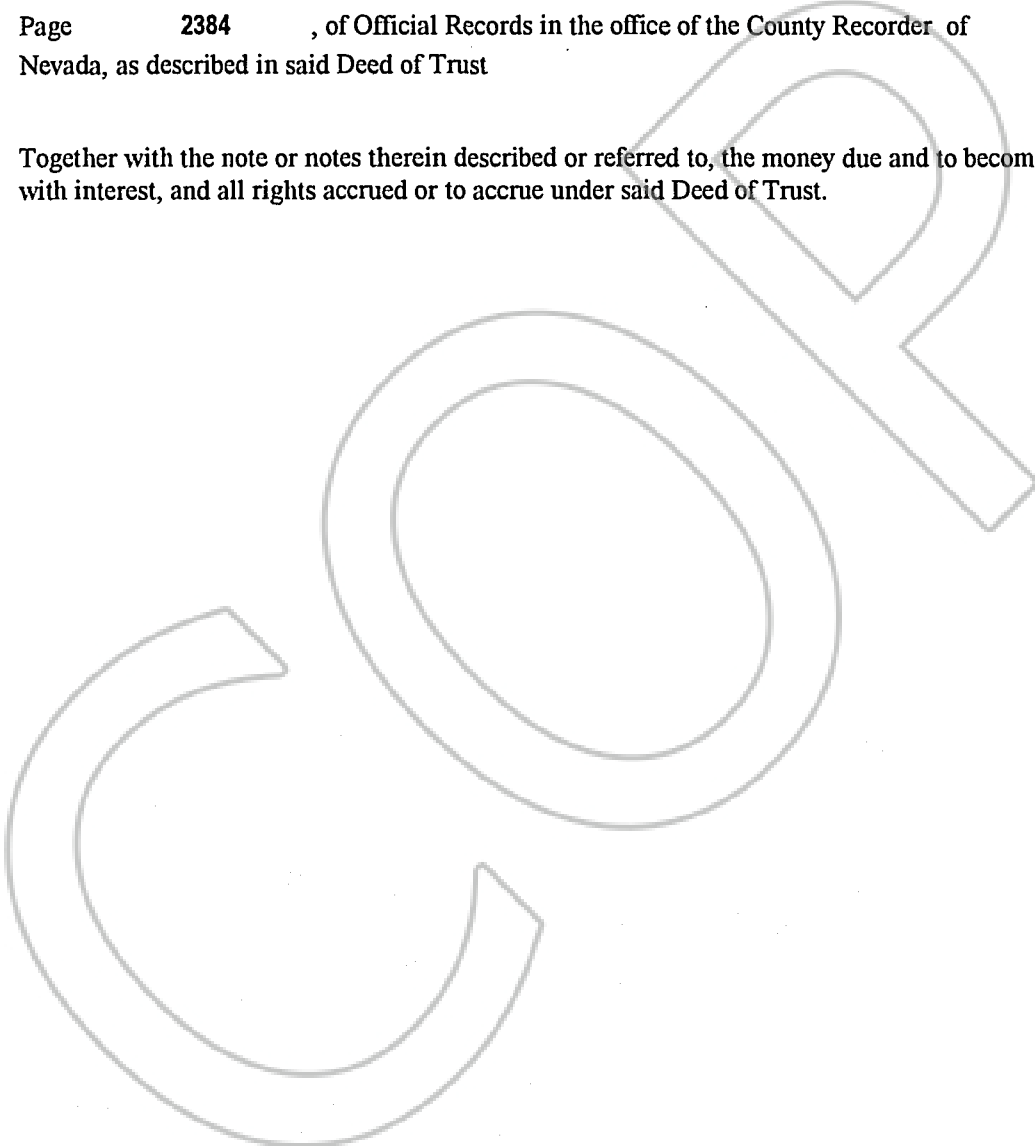 Page 2384 , of Official Records in the office of the County Recorder of
Nevada, as described in said Deed of Trust
Together with the note or notes therein described or referred to, the money due and to becom
with interest, and all rights accrued or to accrue under said Deed of Trust.
COP